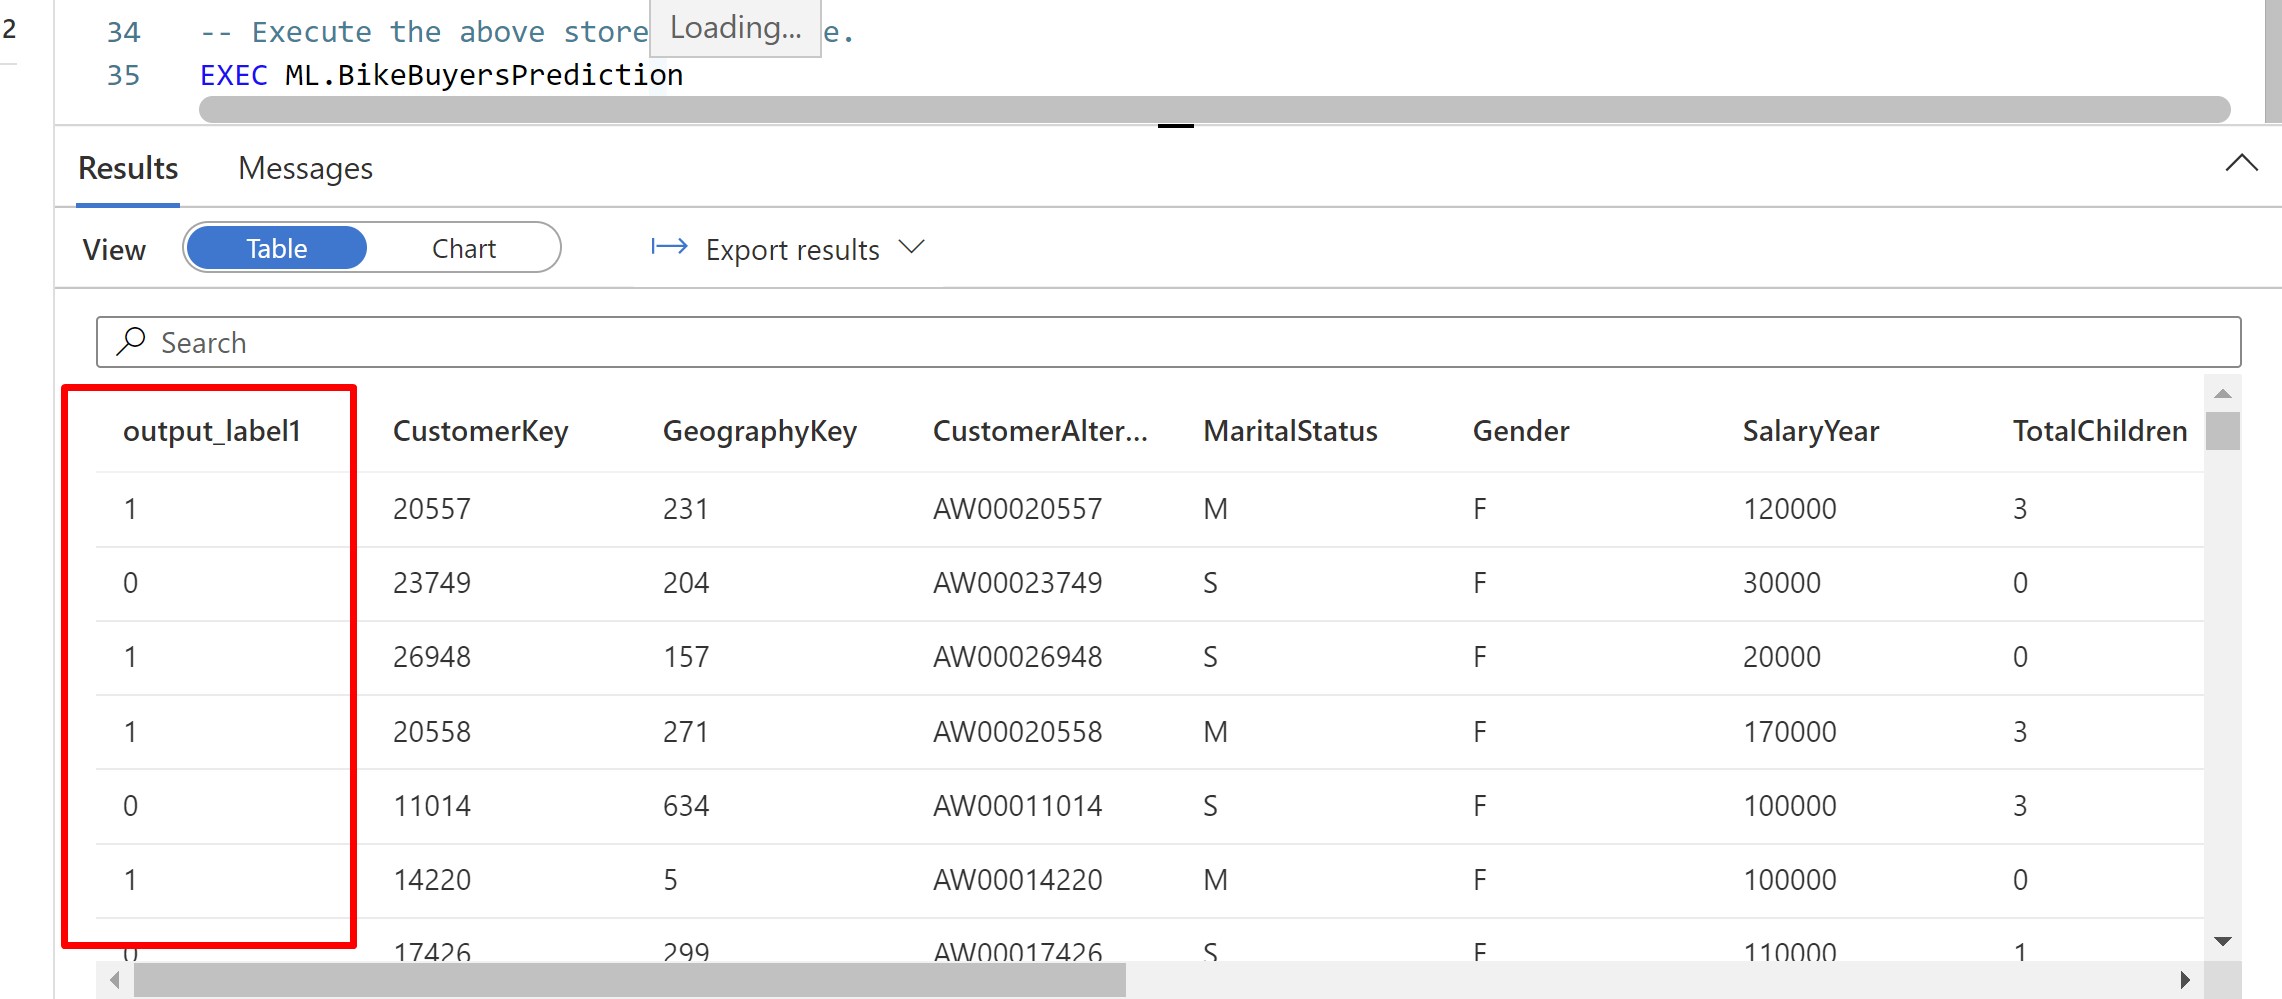 2
34 -- Execute the above store e.
Loading...
35 EXEC ML.BikeBuyersPrediction
Results Messages
View Table Chart Export results
Search
output_label1 CustomerKey GeographyKey CustomerAlter... MaritalStatus Gender SalaryYear TotalChildren
1 20557 231 AW00020557 M F 120000 3
0 23749 204 AW00023749 S F 30000 0
1 26948 157 AW00026948 S F 20000 0
1 20558 271 AW00020558 M F 170000 3
0 11014 634 AW00011014 S F 100000 3
1 14220 5 AW00014220 M F 100000 0
0 17426 299 AW00017426 S F 110000 1